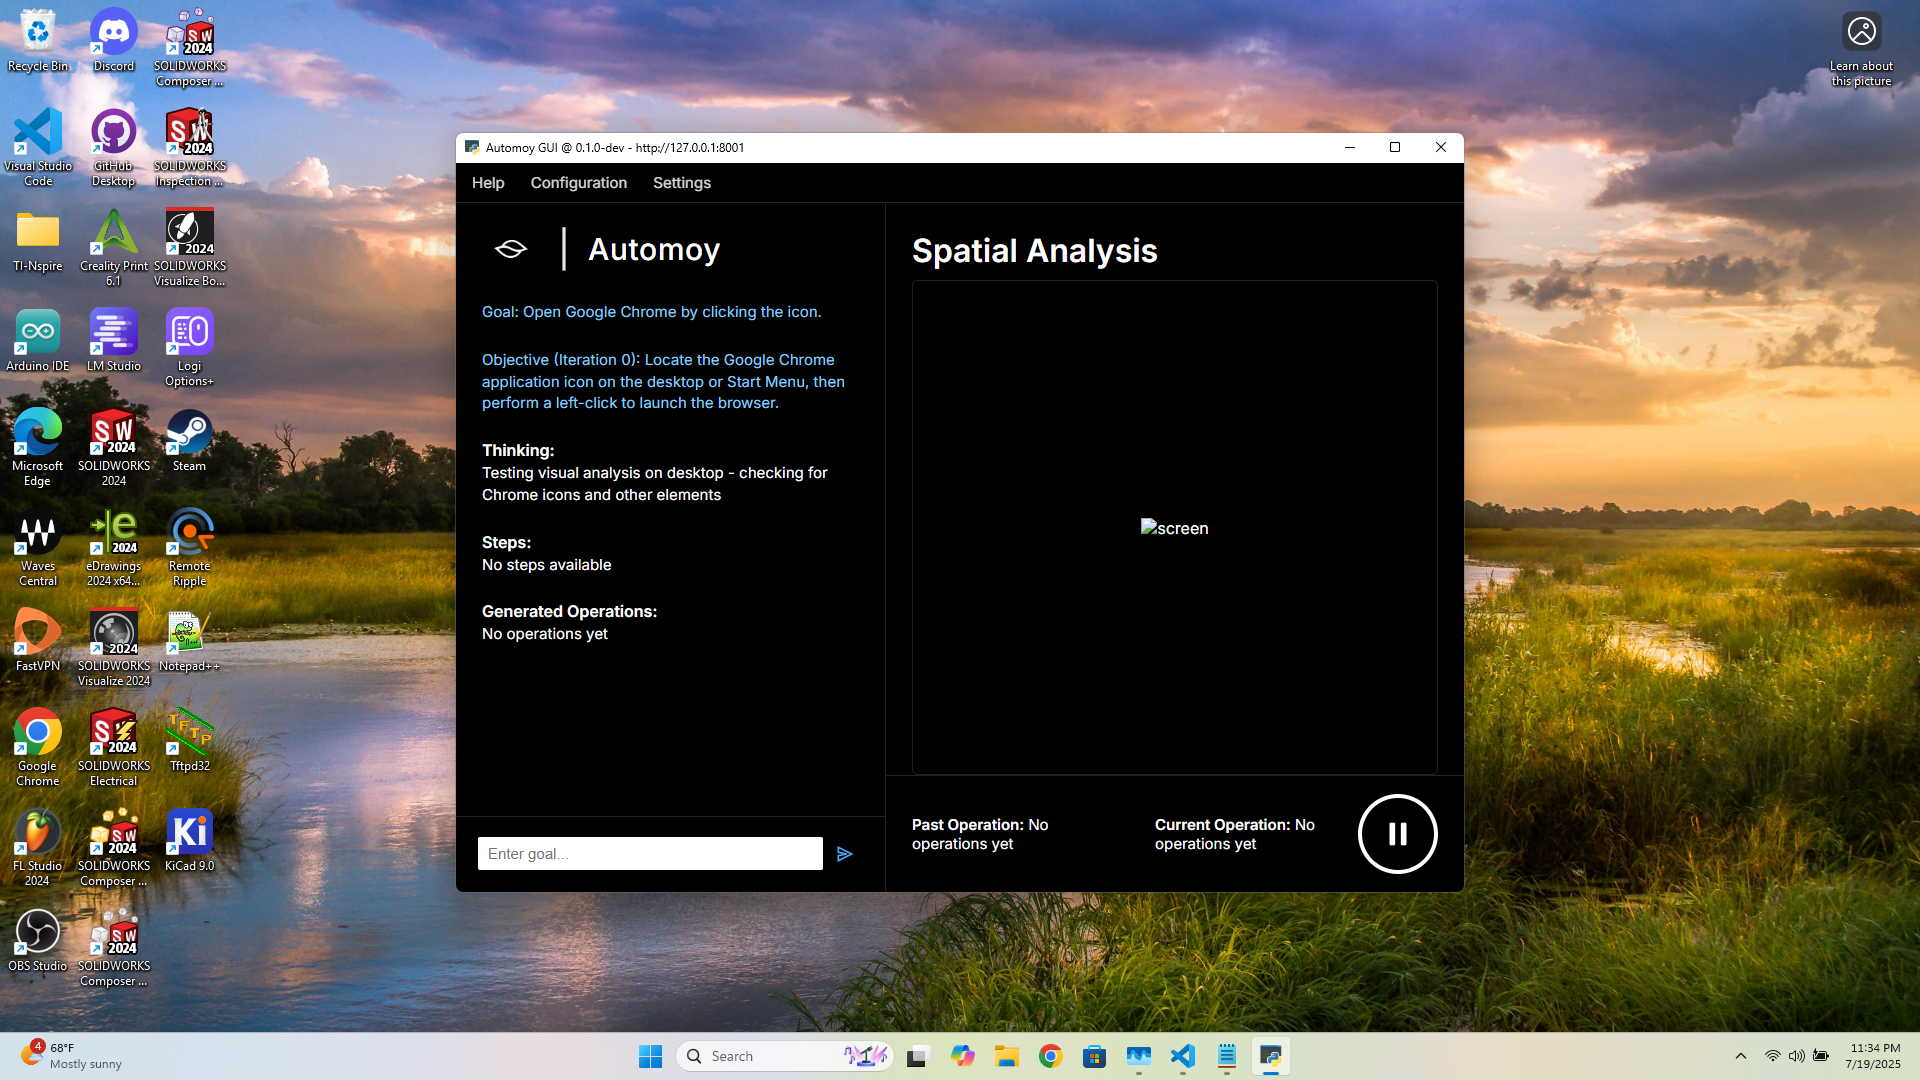 Recycle Bin
Discord
SOLIDWORKS
Composer ...
Visual Studio
Code
GitHub
Desktop
SOLIDWORKS
Inspection ...
TI-Nspire
Creality Print
6.1
SOLIDWORKS
Visualize Bo...
Arduino IDE
LM Studio
Logi
Options+
Microsoft
Edge
SOLIDWORKS
2024
Steam
Waves
Central
eDrawings
2024 x64...
Remote
Ripple
FastVPN
SOLIDWORKS
Visualize 2024
Notepad++
Google
Chrome
SOLIDWORKS
Electrical
Tftpd32
FL Studio
2024
SOLIDWORKS
Composer ...
KiCad 9.0
OBS Studio
SOLIDWORKS
Composer ...
Learn about
this picture
Automoy GUI @ 0.1.0-dev - http://127.0.0.1:8001
Help Configuration Settings
Automoy
Goal: Open Google Chrome by clicking the icon.
Objective (Iteration 0): Locate the Google Chrome
application icon on the desktop or Start Menu, then
perform a left-click to launch the browser.
Thinking:
Testing visual analysis on desktop - checking for
Chrome icons and other elements
Steps:
No steps available
Generated Operations:
No operations yet
Enter goal...
Spatial Analysis
screen
Past Operation: No
operations yet
Current Operation: No
operations yet
4
68°F
Mostly sunny
Search
11:34 PM
7/19/2025